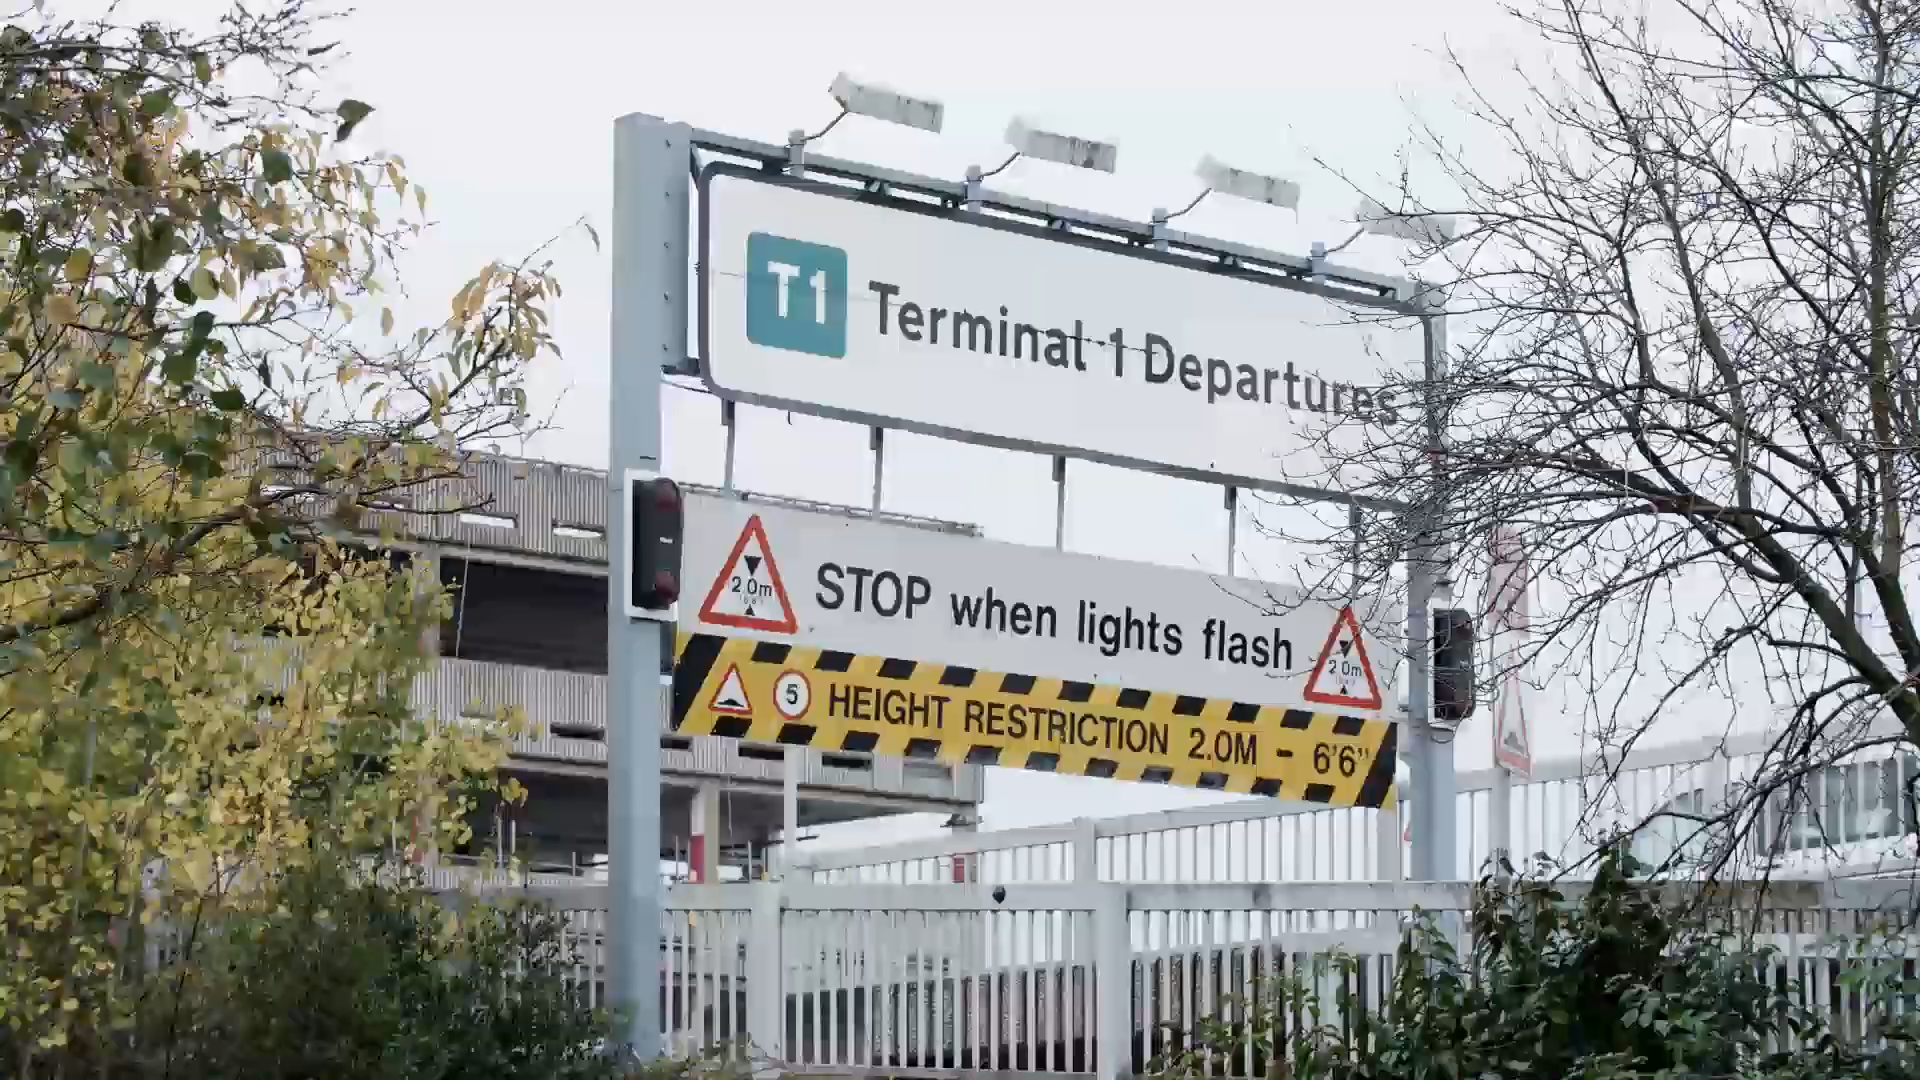 T1
Terminal 1 Departures
2.0m
STOP when lights flash
2.0m
5
HEIGHT RESTRICTION 2.0M - 6'6"